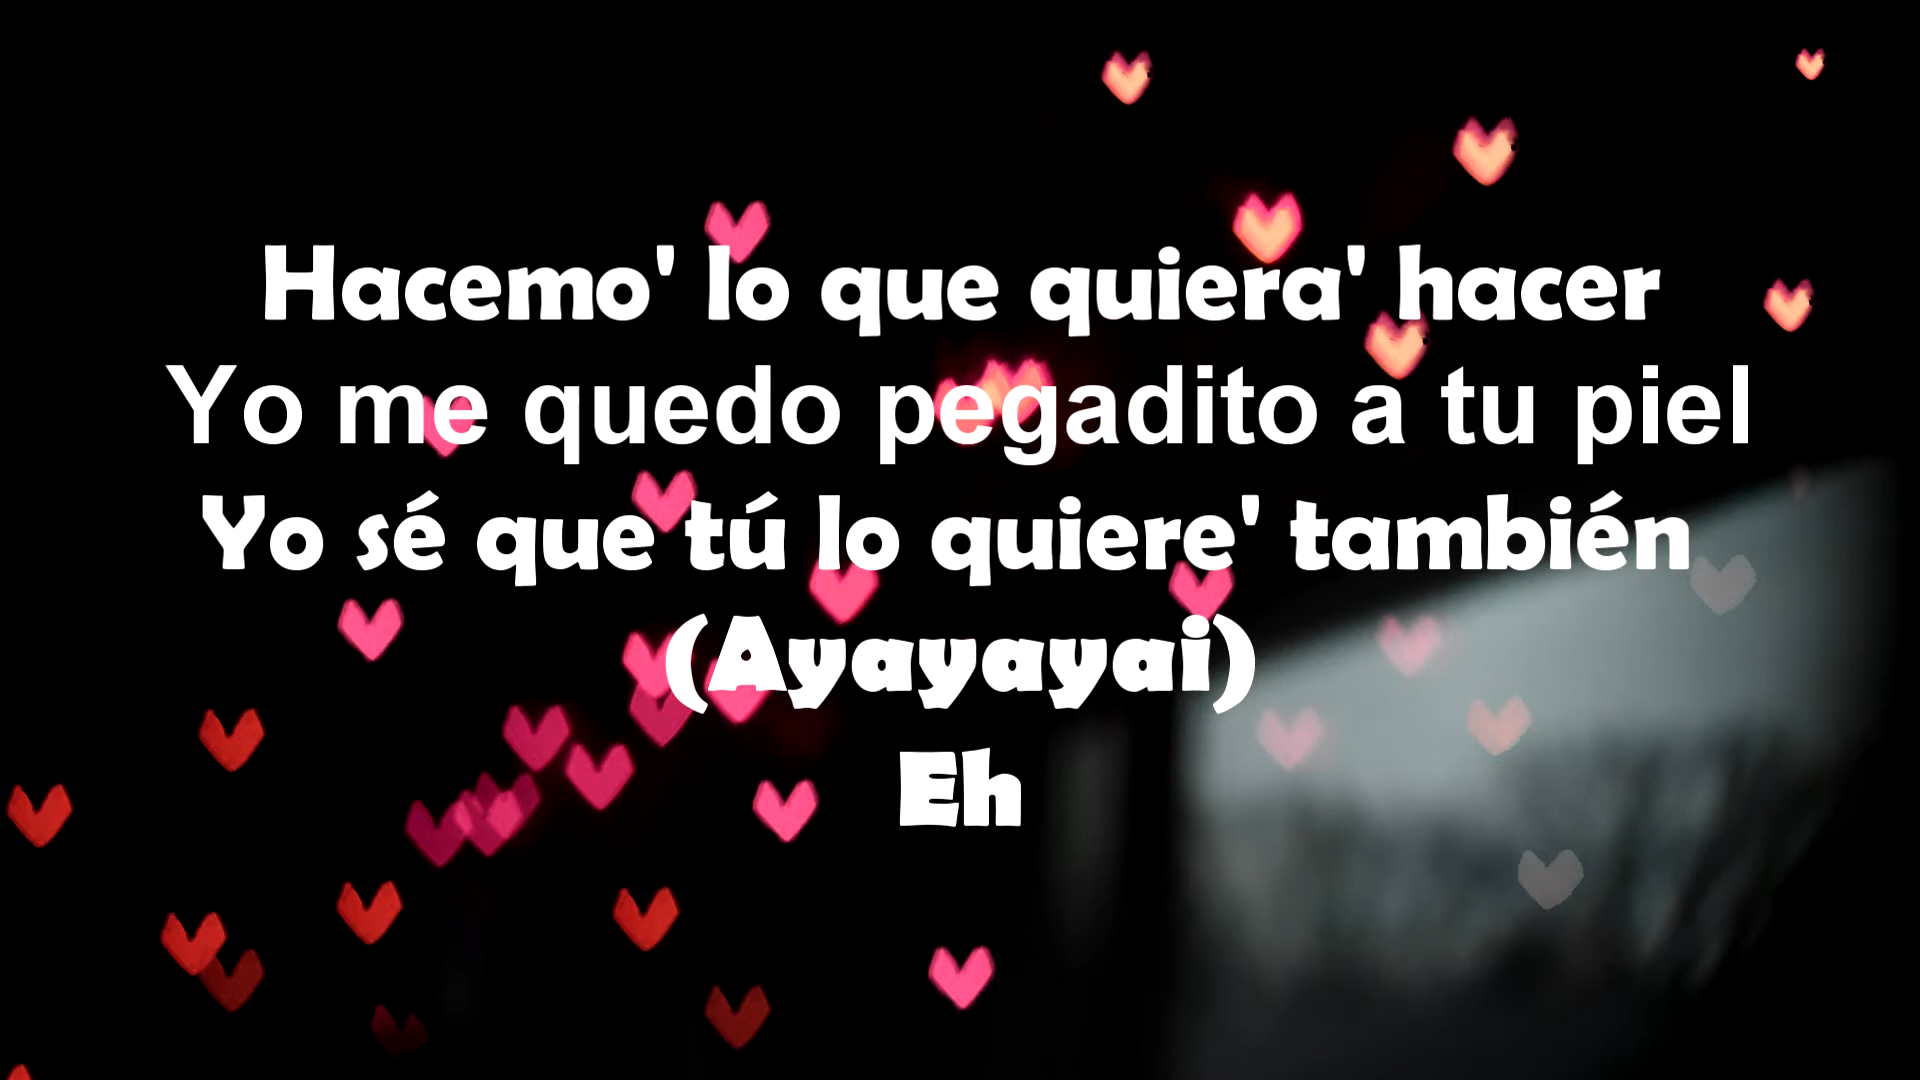 Hacemo' lo que quiera' hacer
Yo me quedo pegadito a tu piel
Yo sé que tú lo quiere' también
(Ayayayai)
Eh